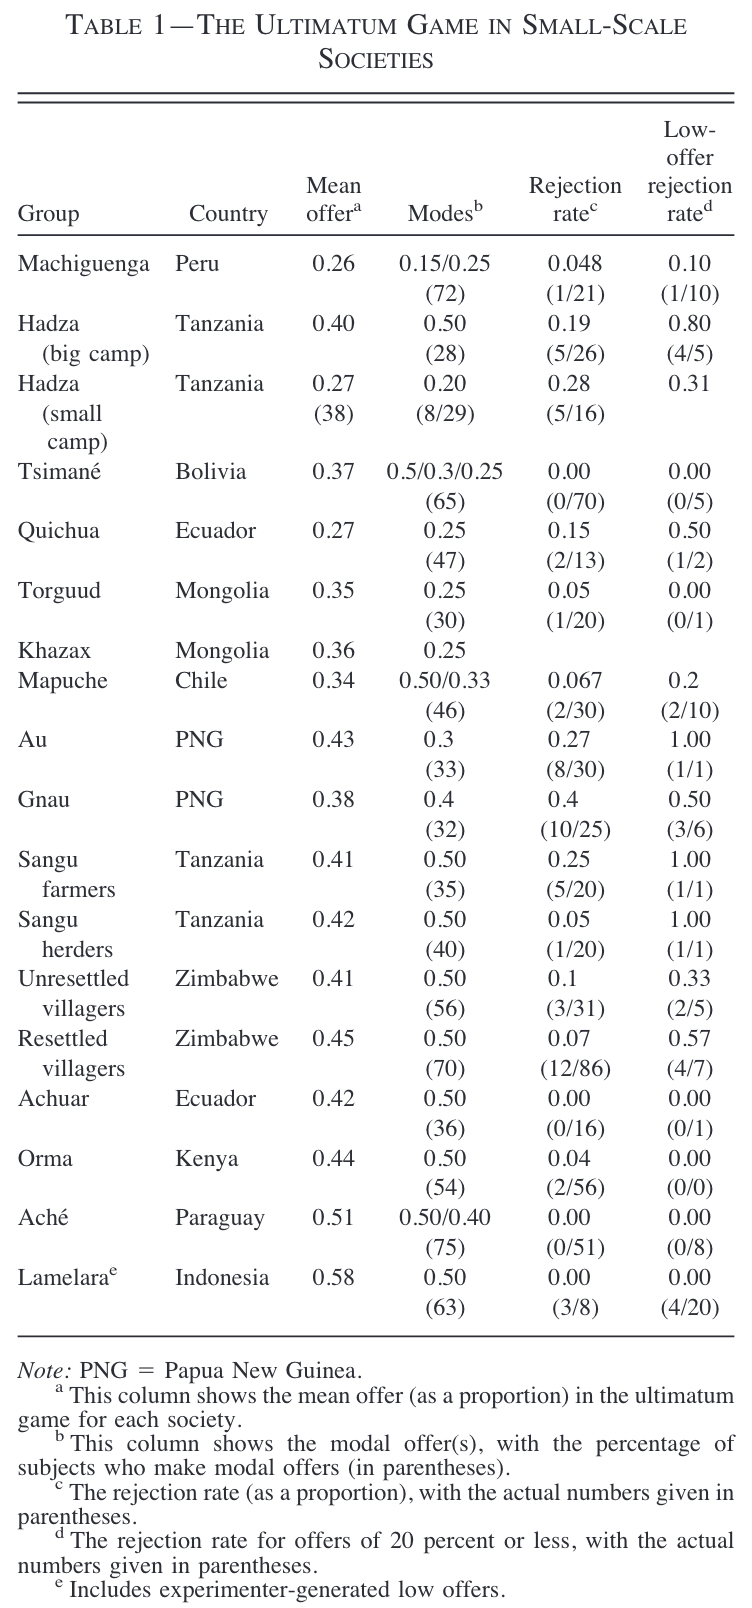 TABLE 1—THE ULTIMATUM GAME IN SMALL-SCALE
SOCIETIES
Low-
offer
Mean Rejection rejection
Group Country offerᵃ Modesᵇ rateᶜ rateᵈ
Machiguenga Peru 0.26 0.15/0.25 0.048 0.10
(72) (1/21) (1/10)
Hadza Tanzania 0.40 0.50 0.19 0.80
(big camp) (28) (5/26) (4/5)
Hadza Tanzania 0.27 0.20 0.28 0.31
(small (38) (8/29) (5/16)
camp)
Tsimané Bolivia 0.37 0.5/0.3/0.25 0.00 0.00
(65) (0/70) (0/5)
Quichua Ecuador 0.27 0.25 0.15 0.50
(47) (2/13) (1/2)
Torguud Mongolia 0.35 0.25 0.05 0.00
(30) (1/20) (0/1)
Khazax Mongolia 0.36 0.25
Mapuche Chile 0.34 0.50/0.33 0.067 0.2
(46) (2/30) (2/10)
Au PNG 0.43 0.3 0.27 1.00
(33) (8/30) (1/1)
Gnau PNG 0.38 0.4 0.4 0.50
(32) (10/25) (3/6)
Sangu Tanzania 0.41 0.50 0.25 1.00
farmers (35) (5/20) (1/1)
Sangu Tanzania 0.42 0.50 0.05 1.00
herders (40) (1/20) (1/1)
Unresettled Zimbabwe 0.41 0.50 0.1 0.33
villagers (56) (3/31) (2/5)
Resettled Zimbabwe 0.45 0.50 0.07 0.57
villagers (70) (12/86) (4/7)
Achuar Ecuador 0.42 0.50 0.00 0.00
(36) (0/16) (0/1)
Orma Kenya 0.44 0.50 0.04 0.00
(54) (2/56) (0/0)
Aché Paraguay 0.51 0.50/0.40 0.00 0.00
(75) (0/51) (0/8)
Lamelaraᵉ Indonesia 0.58 0.50 0.00 0.00
(63) (3/8) (4/20)
Note: PNG = Papua New Guinea.
ᵃ This column shows the mean offer (as a proportion) in the ultimatum
game for each society.
ᵇ This column shows the modal offer(s), with the percentage of
subjects who make modal offers (in parentheses).
ᶜ The rejection rate (as a proportion), with the actual numbers given in
parentheses.
ᵈ The rejection rate for offers of 20 percent or less, with the actual
numbers given in parentheses.
ᵉ Includes experimenter-generated low offers.